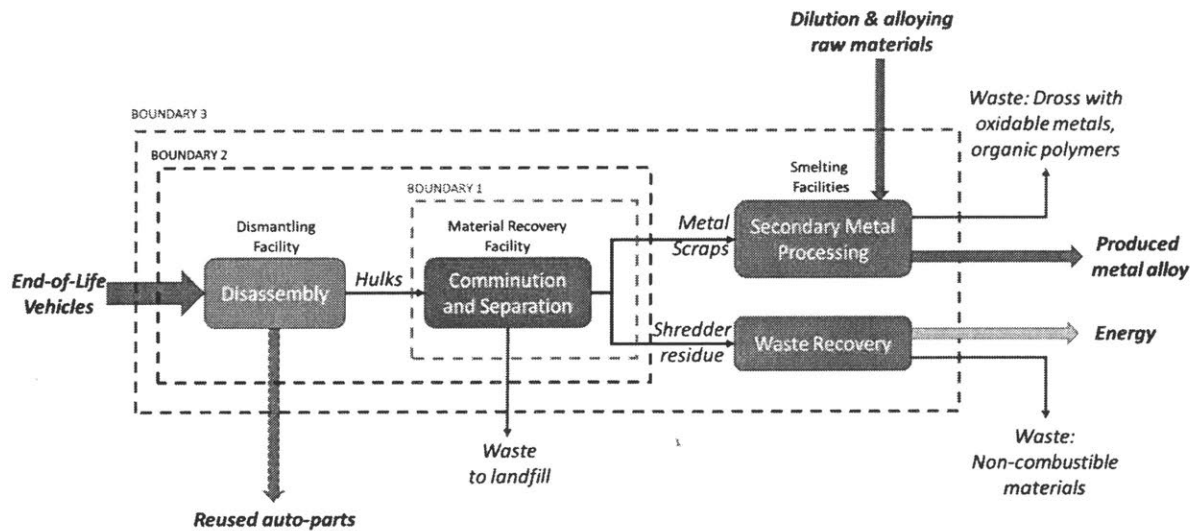 Dilution & alloying
raw materials
Waste: Dross with
oxidable metals,
organic polymers
BOUNDARY 3
BOUNDARY 2
Smelting
Facilities
BOUNDARY 1
Dismantling
Facility
Material Recovery
Facility
Metal
Scraps
Secondary Metal
Processing
Produced
metal alloy
End-of-Life
Vehicles
Disassembly
Hulks
Comminution
and Separation
Shredder
residue
Waste Recovery
Energy
Waste
to landfill
Waste:
Non-combustible
materials
Reused auto-parts